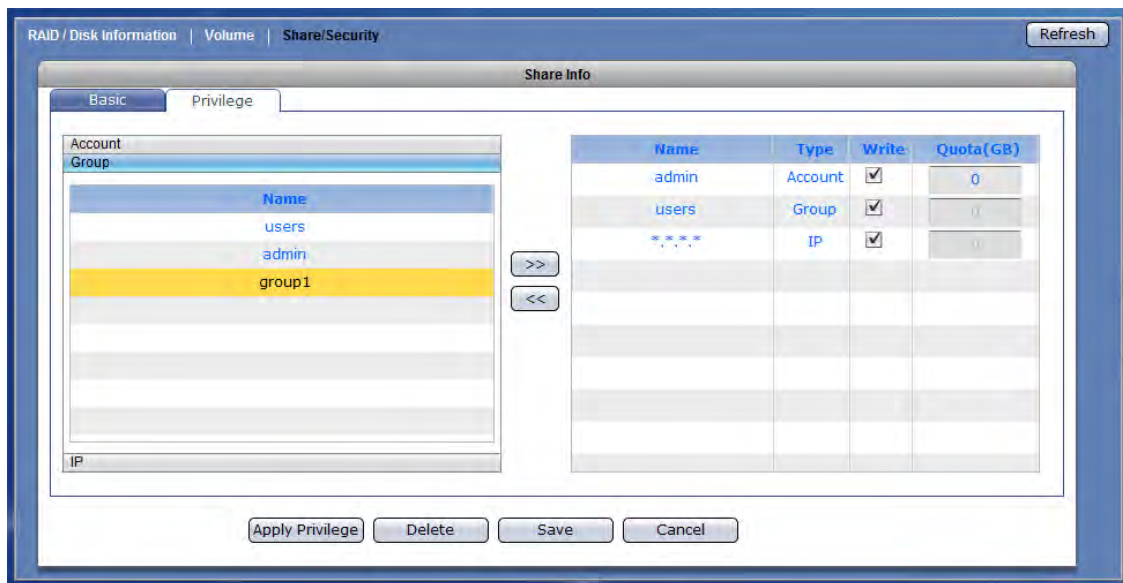 RAID / Disk Information | Volume | Share/Security
Refresh
Share Info
Basic
Privilege
Account
Group
Name
users
admin
group1
IP
>>
<<
Name Type Write Quota(GB)
admin Account 0
users Group 0
*.*.*.* IP 0
Apply Privilege
Delete
Save
Cancel